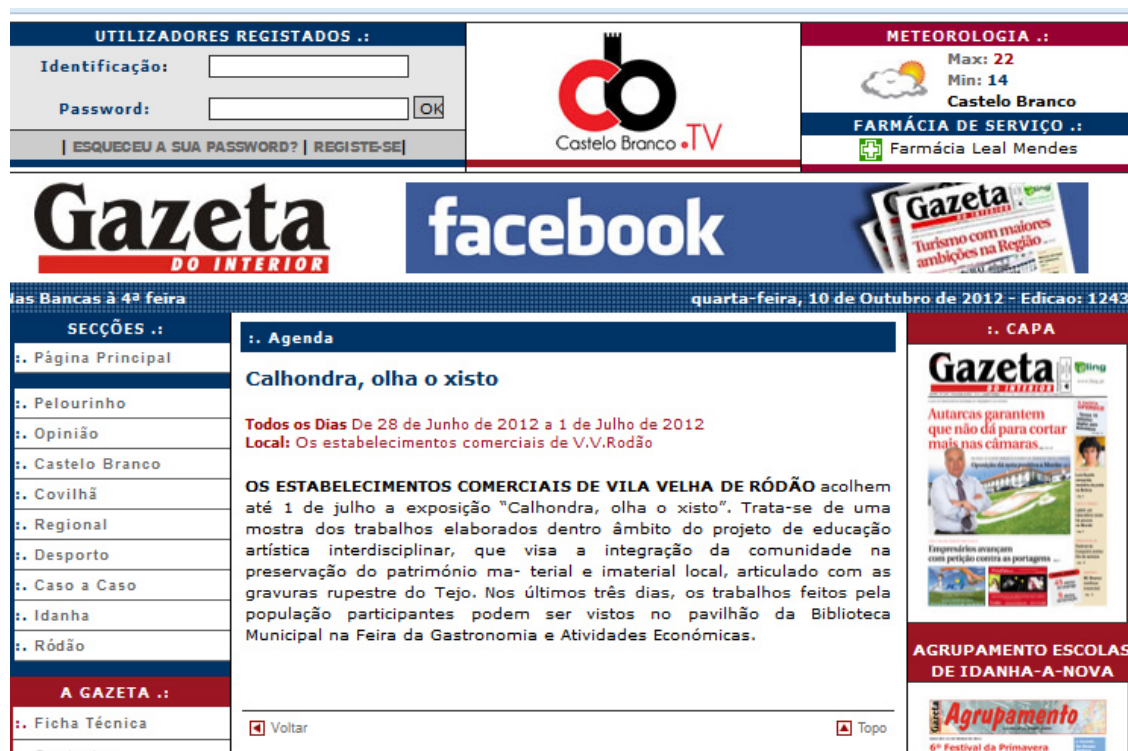 UTILIZADORES REGISTADOS .:
Identificação:
Password:
OK
| ESQUECEU A SUA PASSWORD? | REGISTE-SE|
cb
Castelo Branco .TV
METEOROLOGIA .:
Max: 22
Min: 14
Castelo Branco
FARMÁCIA DE SERVIÇO .:
Farmácia Leal Mendes
Gazeta
DO INTERIOR
facebook
Gazeta
DO INTERIOR
Turismo com maiores
ambições na Região
Nas Bancas à 4ª feira
quarta-feira, 10 de Outubro de 2012 - Edicao: 1243
SECÇÕES .:
:. Página Principal
:. Pelourinho
:. Opinião
:. Castelo Branco
:. Covilhã
:. Regional
:. Desporto
:. Caso a Caso
:. Idanha
:. Ródão
A GAZETA .:
:. Ficha Técnica
:. Agenda
Calhondra, olha o xisto
Todos os Dias De 28 de Junho de 2012 a 1 de Julho de 2012
Local: Os estabelecimentos comerciais de V.V.Rodão
OS ESTABELECIMENTOS COMERCIAIS DE VILA VELHA DE RÓDÃO acolhem
até 1 de julho a exposição “Calhondra, olha o xisto”. Trata-se de uma
mostra dos trabalhos elaborados dentro âmbito do projeto de educação
artística interdisciplinar, que visa a integração da comunidade na
preservação do património ma- terial e imaterial local, articulado com as
gravuras rupestre do Tejo. Nos últimos três dias, os trabalhos feitos pela
população participantes podem ser vistos no pavilhão da Biblioteca
Municipal na Feira da Gastronomia e Atividades Económicas.
Voltar
Topo
:. CAPA
Gazeta
DO INTERIOR
Autarcas garantem
que não dá para cortar
mais nas câmaras
Empresários avançam
com petição contra as portagens
AGRUPAMENTO ESCOLAS
DE IDANHA-A-NOVA
Gazeta
Agrupamento
6º Festival da Primavera